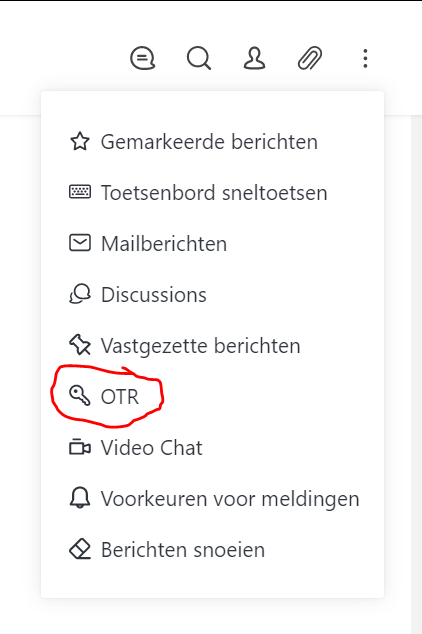 Gemarkeerde berichten
Toetsenbord sneltoetsen
Mailberichten
Discussions
Vastgezette berichten
OTR
Video Chat
Voorkeuren voor meldingen
Berichten snoeien